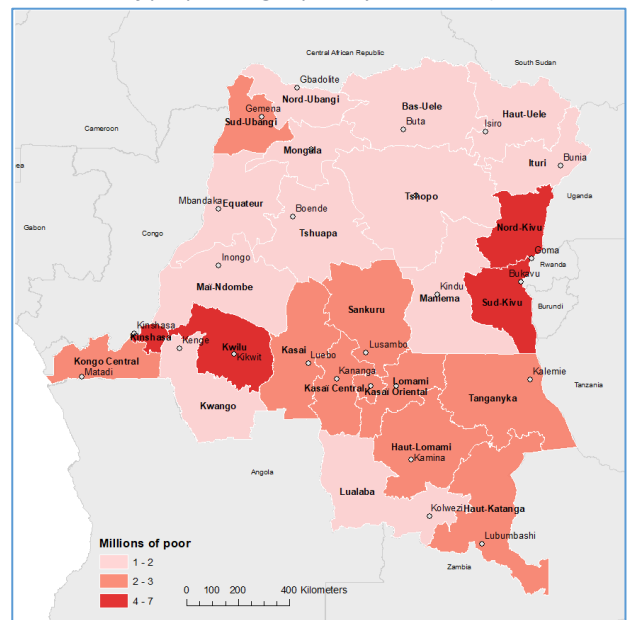 Central African Republic
South Sudan
Gbadolite
Nord-Ubangi
Bas-Uele
Haut-Uele
Gemena
Sud-Ubangi
Buta
Isiro
Cameroon
Mongala
Ituri
Bunia
Tshopo
Mbandaka
Equateur
Boende
Uganda
Nord-Kivu
Gabon
Congo
Tshuapa
Goma
Inongo
Rwanda
Bukavu
Maï-Ndombe
Kindu
Maniema
Sud-Kivu
Burundi
Sankuru
Kinshasa
Kinshasa
Kenge
Kwilu
Kikwit
Kasai
Luebo
Lusambo
Kongo Central
Matadi
Kananga
Lomami
Kasaï Central
Kasaï Oriental
Kalemie
Tanganyka
Tanzania
Kwango
Haut-Lomami
Kamina
Angola
Lualaba
Kolwezi
Haut-Katanga
Lubumbashi
Zambia
Millions of poor
1 - 2
2 - 3
4 - 7
0 100 200 400 Kilometers